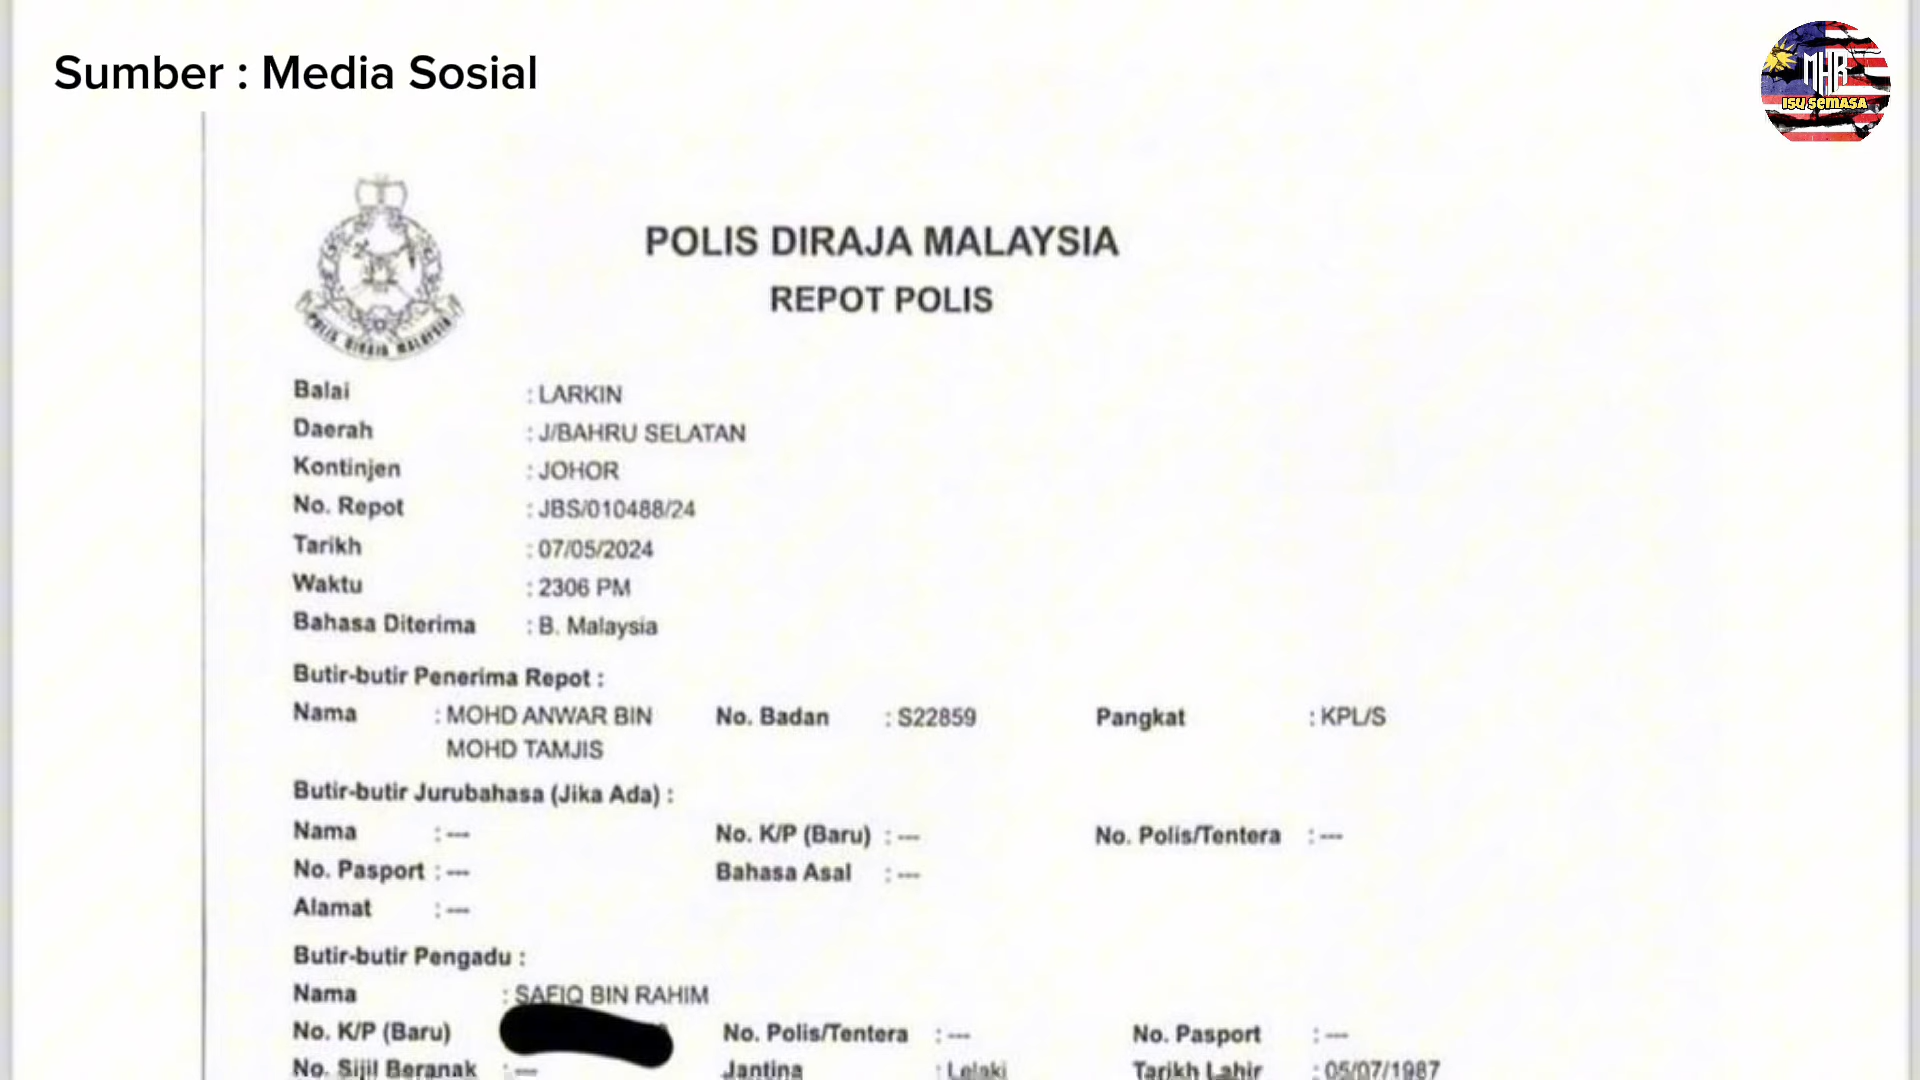 Sumber : Media Sosial
MHR
ISU SEMASA
POLIS DIRAJA MALAYSIA
POLIS DIRAJA MALAYSIA
REPOT POLIS
Balai : LARKIN
Daerah : J/BAHRU SELATAN
Kontinjen : JOHOR
No. Repot : JBS/010488/24
Tarikh : 07/05/2024
Waktu : 2306 PM
Bahasa Diterima : B. Malaysia
Butir-butir Penerima Repot :
Nama : MOHD ANWAR BIN No. Badan : S22859 Pangkat : KPL/S
MOHD TAMJIS
Butir-butir Jurubahasa (Jika Ada) :
Nama : --- No. K/P (Baru) : --- No. Polis/Tentera : ---
No. Pasport : --- Bahasa Asal : ---
Alamat : ---
Butir-butir Pengadu :
Nama : SAFIQ BIN RAHIM
No. K/P (Baru) No. Polis/Tentera : --- No. Pasport : ---
No. Sijil Beranak : --- Jantina : Lelaki Tarikh Lahir : 05/07/1987